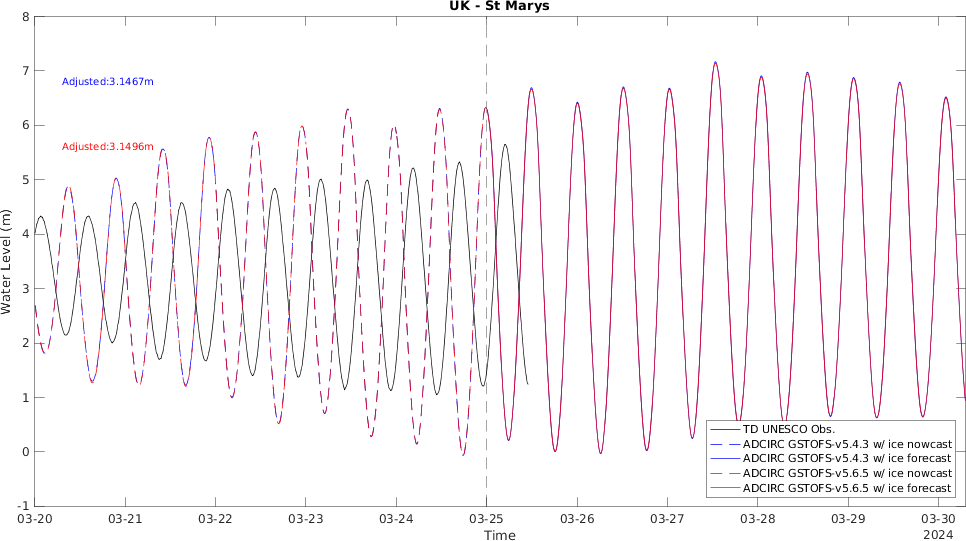 UK - St Marys
8
7
6
5
4
3
2
1
0
-1
Water Level (m)
Adjusted:3.1467m
Adjusted:3.1496m
TD UNESCO Obs.
ADCIRC GSTOFS-v5.4.3 w/ ice nowcast
ADCIRC GSTOFS-v5.4.3 w/ ice forecast
ADCIRC GSTOFS-v5.6.5 w/ ice nowcast
ADCIRC GSTOFS-v5.6.5 w/ ice forecast
03-20 03-21 03-22 03-23 03-24 03-25 03-26 03-27 03-28 03-29 03-30
Time
2024